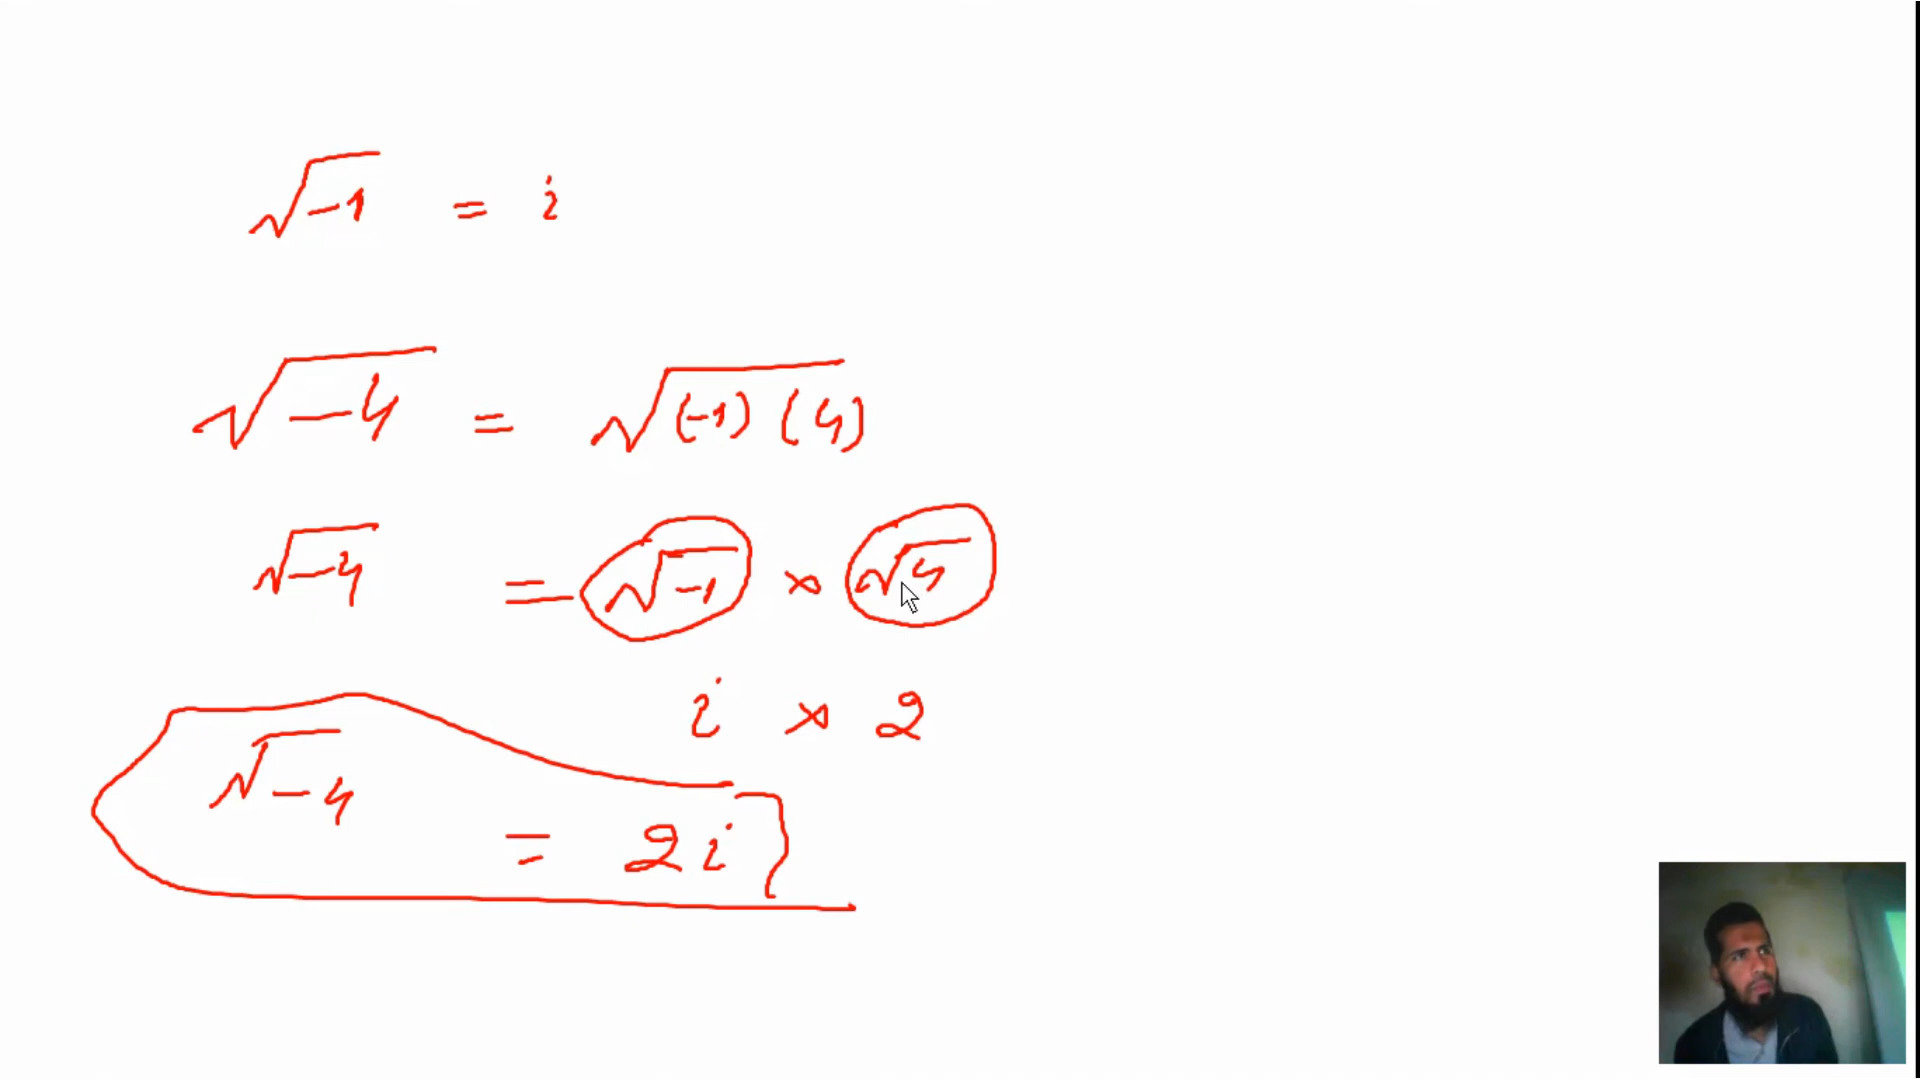 √-1 = i
√-4 = √(-1)(4)
√-4 = √-1 × √4
i × 2
√-4 = 2i